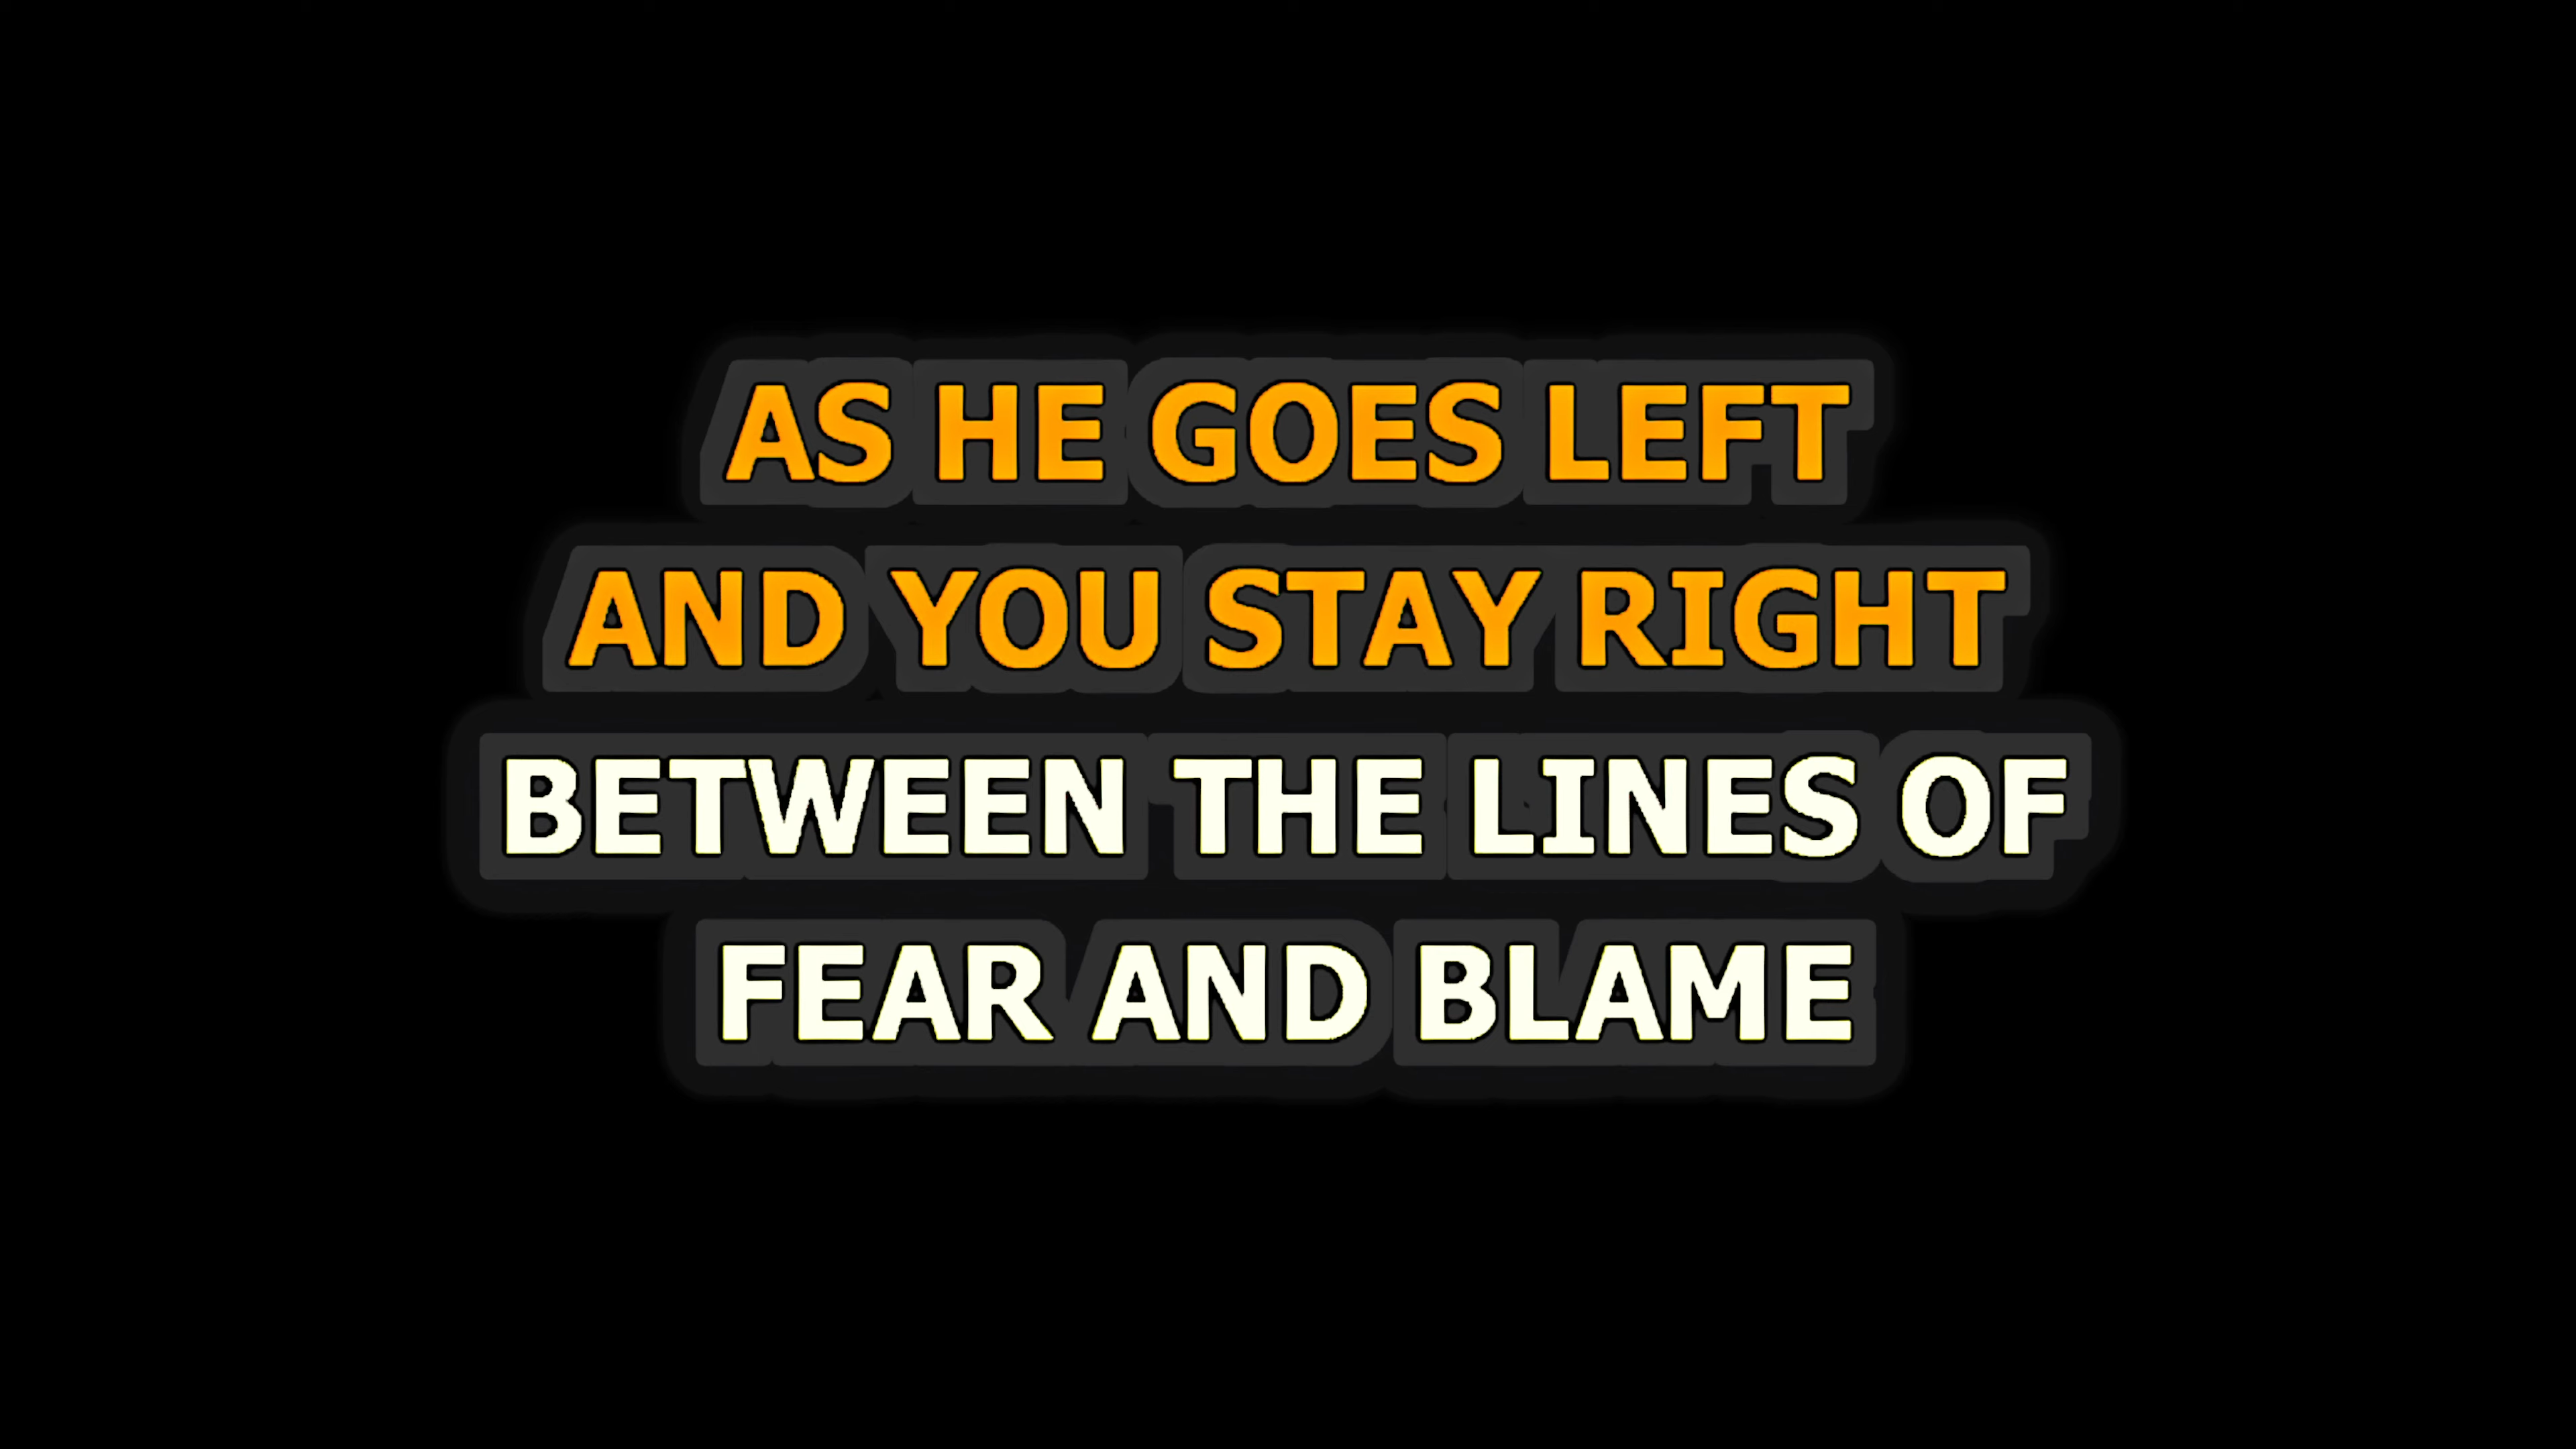 AS HE GOES LEFT
AND YOU STAY RIGHT
BETWEEN THE LINES OF
FEAR AND BLAME